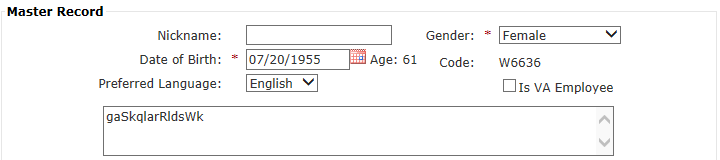 Master Record
Nickname: Gender: * Female
Date of Birth: * 07/20/1955 Age: 61 Code: W6636
Preferred Language: English Is VA Employee
gaSkqlarRldsWk